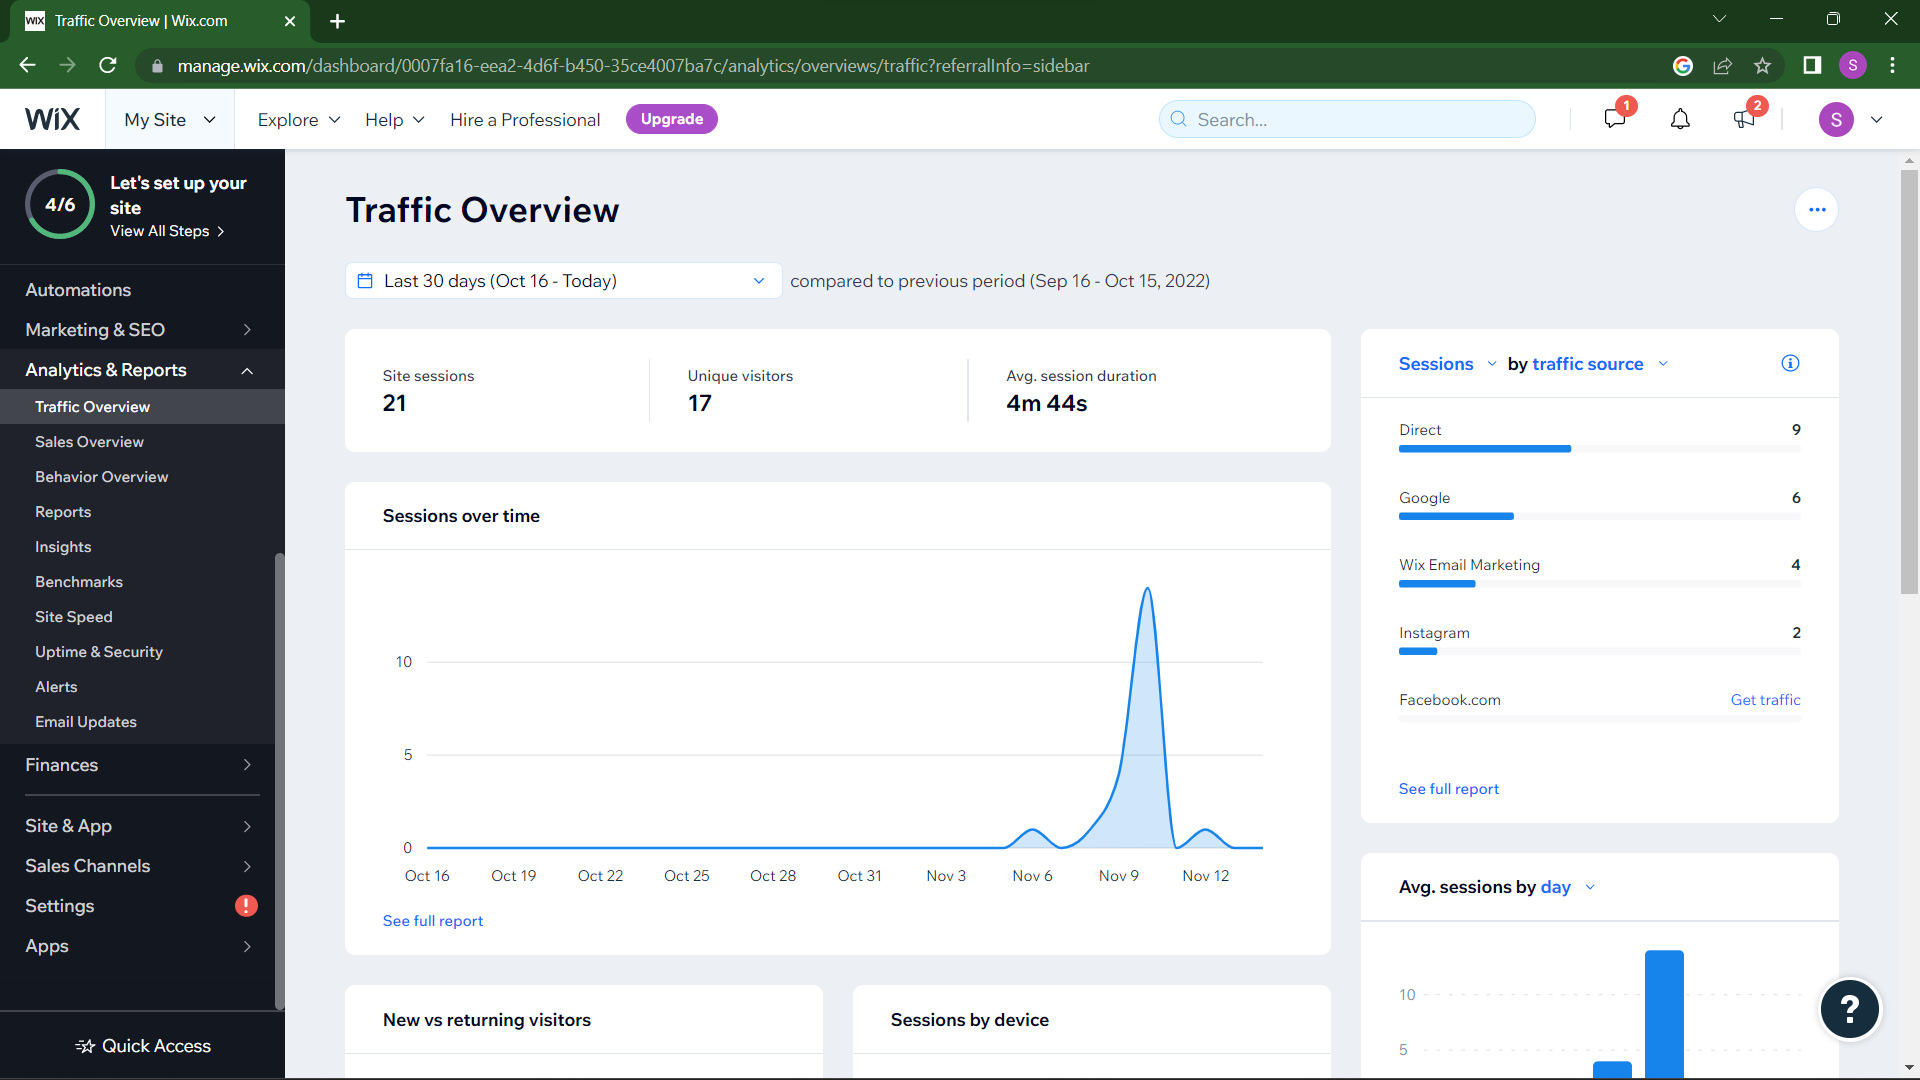 WiX
Traffic Overview | Wix.com
manage.wix.com/dashboard/0007fa16-eea2-4d6f-b450-35ce4007ba7c/analytics/overviews/traffic?referralInfo=sidebar
S
WiX
My Site
Explore
Help
Hire a Professional
Upgrade
Search...
1
2
S
4/6
Let's set up your
site
View All Steps
Automations
Marketing & SEO
Analytics & Reports
Traffic Overview
Sales Overview
Behavior Overview
Reports
Insights
Benchmarks
Site Speed
Uptime & Security
Alerts
Email Updates
Finances
Site & App
Sales Channels
Settings
!
Apps
Quick Access
Traffic Overview
Last 30 days (Oct 16 - Today)
compared to previous period (Sep 16 - Oct 15, 2022)
Site sessions
21
Unique visitors
17
Avg. session duration
4m 44s
Sessions over time
10
5
0
Oct 16
Oct 19
Oct 22
Oct 25
Oct 28
Oct 31
Nov 3
Nov 6
Nov 9
Nov 12
See full report
New vs returning visitors
Sessions by device
Sessions by traffic source
Direct 9
Google 6
Wix Email Marketing 4
Instagram 2
Facebook.com Get traffic
See full report
Avg. sessions by day
10
5
?